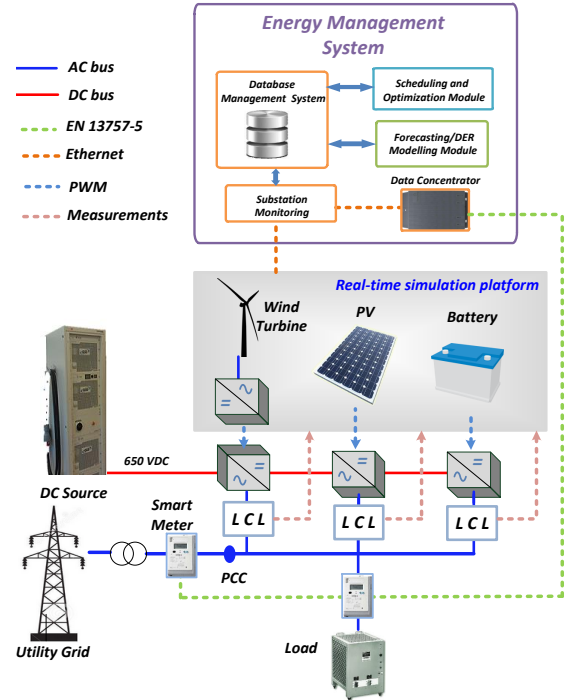 Energy Management
System
AC bus
DC bus
EN 13757-5
Ethernet
PWM
Measurements
Database
Management System
Scheduling and
Optimization Module
Forecasting/DER
Modelling Module
Data Concentrator
Substation
Monitoring
Real-time simulation platform
Wind
Turbine
PV
Battery
650 VDC
DC Source
Smart
Meter
L C L
L C L
L C L
PCC
Utility Grid
Load